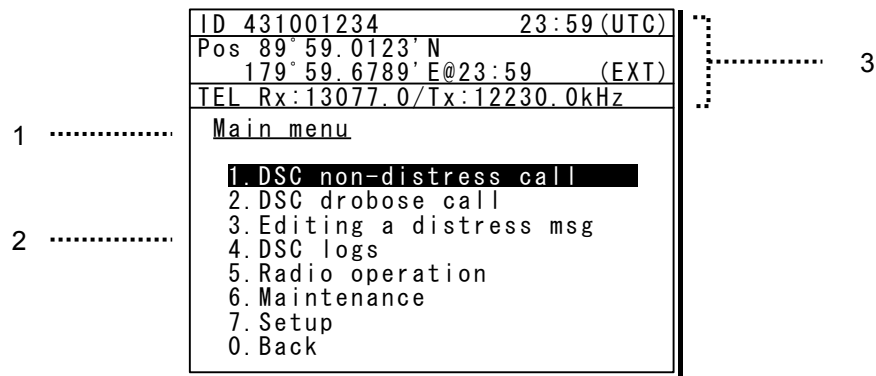 ID 431001234 23:59(UTC)
Pos 89°59.0123'N
179°59.6789'E@23:59 (EXT)
TEL Rx:13077.0/Tx:12230.0kHz
Main menu
1.DSC non-distress call
2.DSC drobose call
3.Editing a distress msg
4.DSC logs
5.Radio operation
6.Maintenance
7.Setup
0.Back
1
2
3